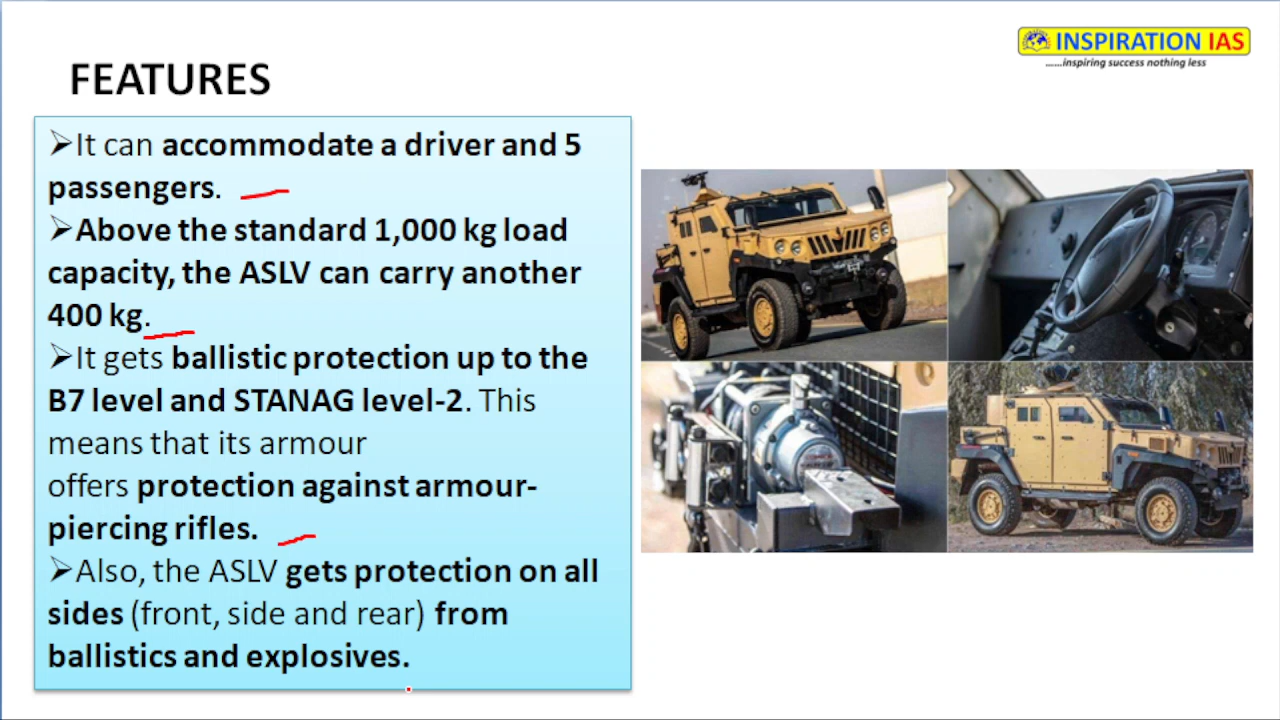 INSPIRATION IAS
......inspiring success nothing less
FEATURES
➢It can accommodate a driver and 5
passengers.
➢Above the standard 1,000 kg load
capacity, the ASLV can carry another
400 kg.
➢It gets ballistic protection up to the
B7 level and STANAG level-2. This
means that its armour
offers protection against armour-
piercing rifles.
➢Also, the ASLV gets protection on all
sides (front, side and rear) from
ballistics and explosives.